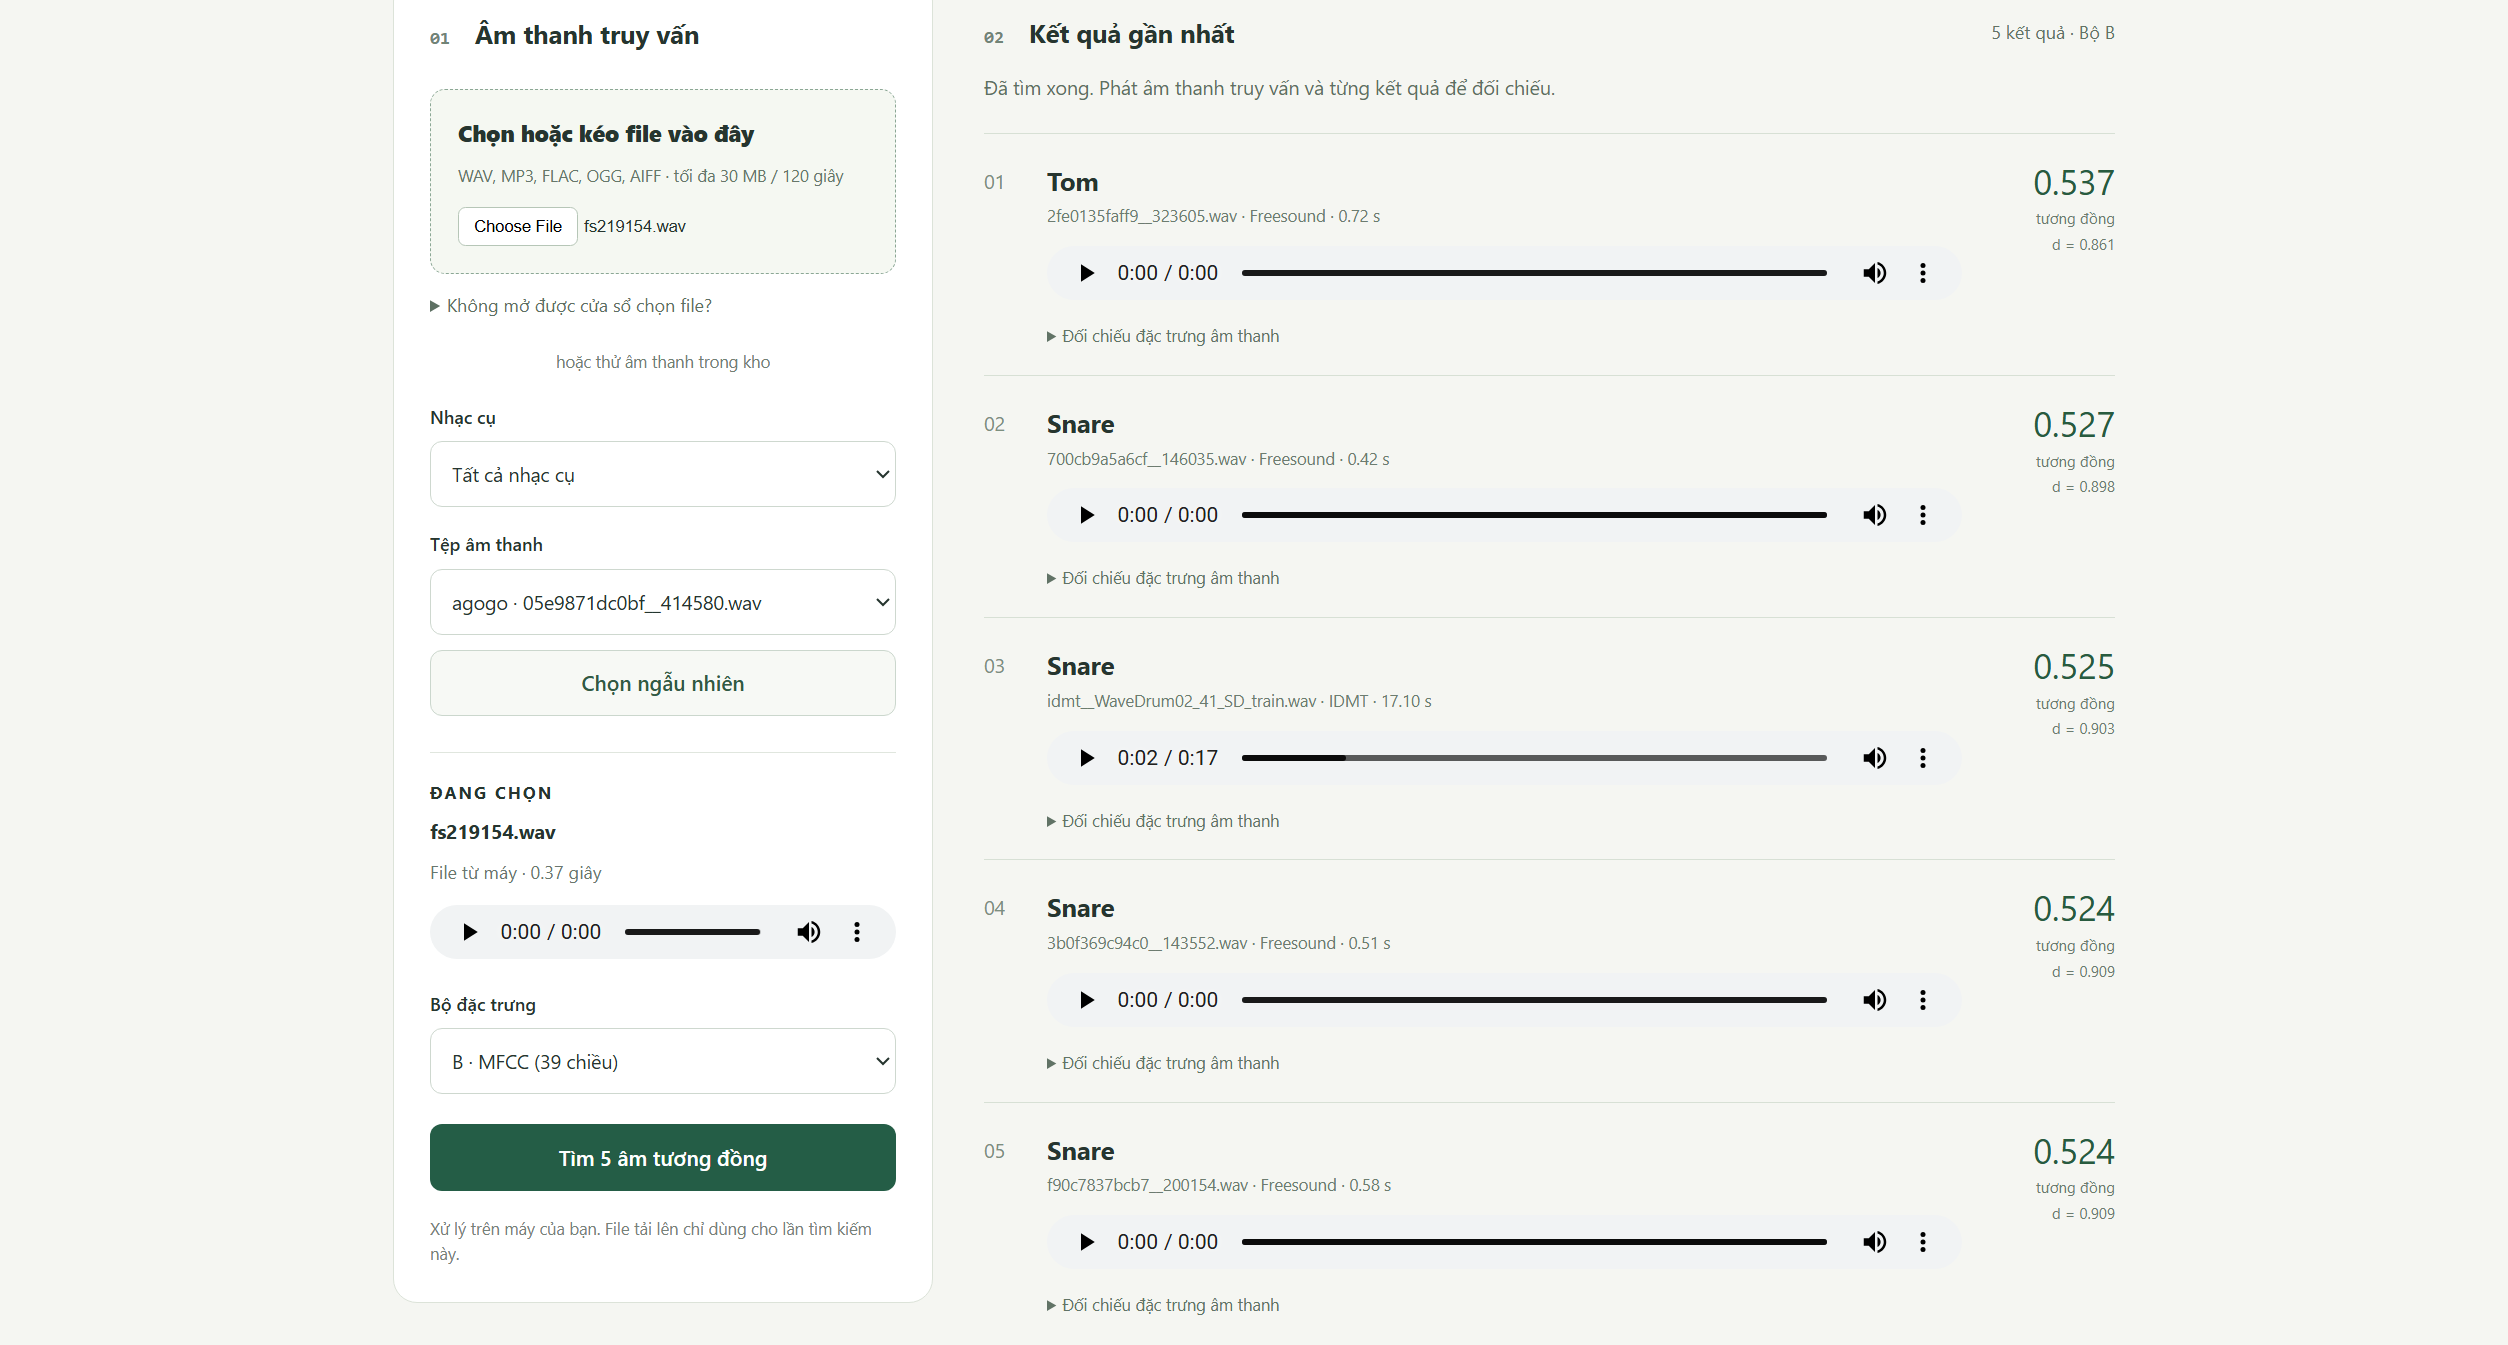 01 Âm thanh truy vấn
Chọn hoặc kéo file vào đây
WAV, MP3, FLAC, OGG, AIFF · tối đa 30 MB / 120 giây
Choose File fs219154.wav
Không mở được cửa sổ chọn file?
hoặc thử âm thanh trong kho
Nhạc cụ
Tất cả nhạc cụ
Tệp âm thanh
agogo · 05e9871dc0bf__414580.wav
Chọn ngẫu nhiên
ĐANG CHỌN
fs219154.wav
File từ máy · 0.37 giây
0:00 / 0:00
Bộ đặc trưng
B · MFCC (39 chiều)
Tìm 5 âm tương đồng
Xử lý trên máy của bạn. File tải lên chỉ dùng cho lần tìm kiếm
này.
02 Kết quả gần nhất
5 kết quả · Bộ B
Đã tìm xong. Phát âm thanh truy vấn và từng kết quả để đối chiếu.
01 Tom
2fe0135faff9__323605.wav · Freesound · 0.72 s
0:00 / 0:00
Đối chiếu đặc trưng âm thanh
0.537
tương đồng
d = 0.861
02 Snare
700cb9a5a6cf__146035.wav · Freesound · 0.42 s
0:00 / 0:00
Đối chiếu đặc trưng âm thanh
0.527
tương đồng
d = 0.898
03 Snare
idmt__WaveDrum02_41_SD_train.wav · IDMT · 17.10 s
0:02 / 0:17
Đối chiếu đặc trưng âm thanh
0.525
tương đồng
d = 0.903
04 Snare
3b0f369c94c0__143552.wav · Freesound · 0.51 s
0:00 / 0:00
Đối chiếu đặc trưng âm thanh
0.524
tương đồng
d = 0.909
05 Snare
f90c7837bcb7__200154.wav · Freesound · 0.58 s
0:00 / 0:00
Đối chiếu đặc trưng âm thanh
0.524
tương đồng
d = 0.909